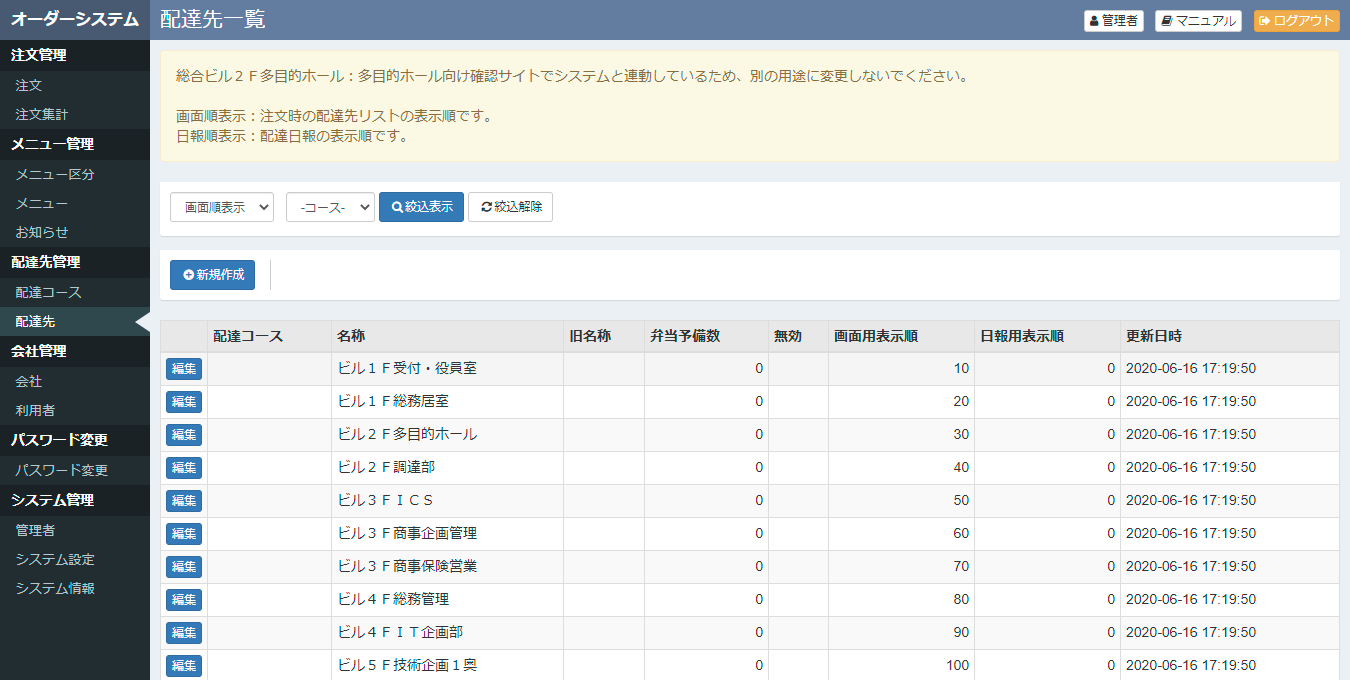 オーダーシステム
配達先一覧
管理者
マニュアル
ログアウト
注文管理
注文
注文集計
メニュー管理
メニュー区分
メニュー
お知らせ
配達先管理
配達コース
配達先
会社管理
会社
利用者
パスワード変更
パスワード変更
システム管理
管理者
システム設定
システム情報
総合ビル２Ｆ多目的ホール：多目的ホール向け確認サイトでシステムと連動しているため、別の用途に変更しないでください。
画面順表示：注文時の配達先リストの表示順です。
日報順表示：配達日報の表示順です。
画面順表示 -コース- 絞込表示 絞込解除
新規作成
配達コース 名称 旧名称 弁当予備数 無効 画面用表示順 日報用表示順 更新日時
編集 ビル１Ｆ受付・役員室 0 10 0 2020-06-16 17:19:50
編集 ビル１Ｆ総務居室 0 20 0 2020-06-16 17:19:50
編集 ビル２Ｆ多目的ホール 0 30 0 2020-06-16 17:19:50
編集 ビル２Ｆ調達部 0 40 0 2020-06-16 17:19:50
編集 ビル３ＦＩＣＳ 0 50 0 2020-06-16 17:19:50
編集 ビル３Ｆ商事企画管理 0 60 0 2020-06-16 17:19:50
編集 ビル３Ｆ商事保険営業 0 70 0 2020-06-16 17:19:50
編集 ビル４Ｆ総務管理 0 80 0 2020-06-16 17:19:50
編集 ビル４ＦＩＴ企画部 0 90 0 2020-06-16 17:19:50
編集 ビル５Ｆ技術企画１奥 0 100 0 2020-06-16 17:19:50